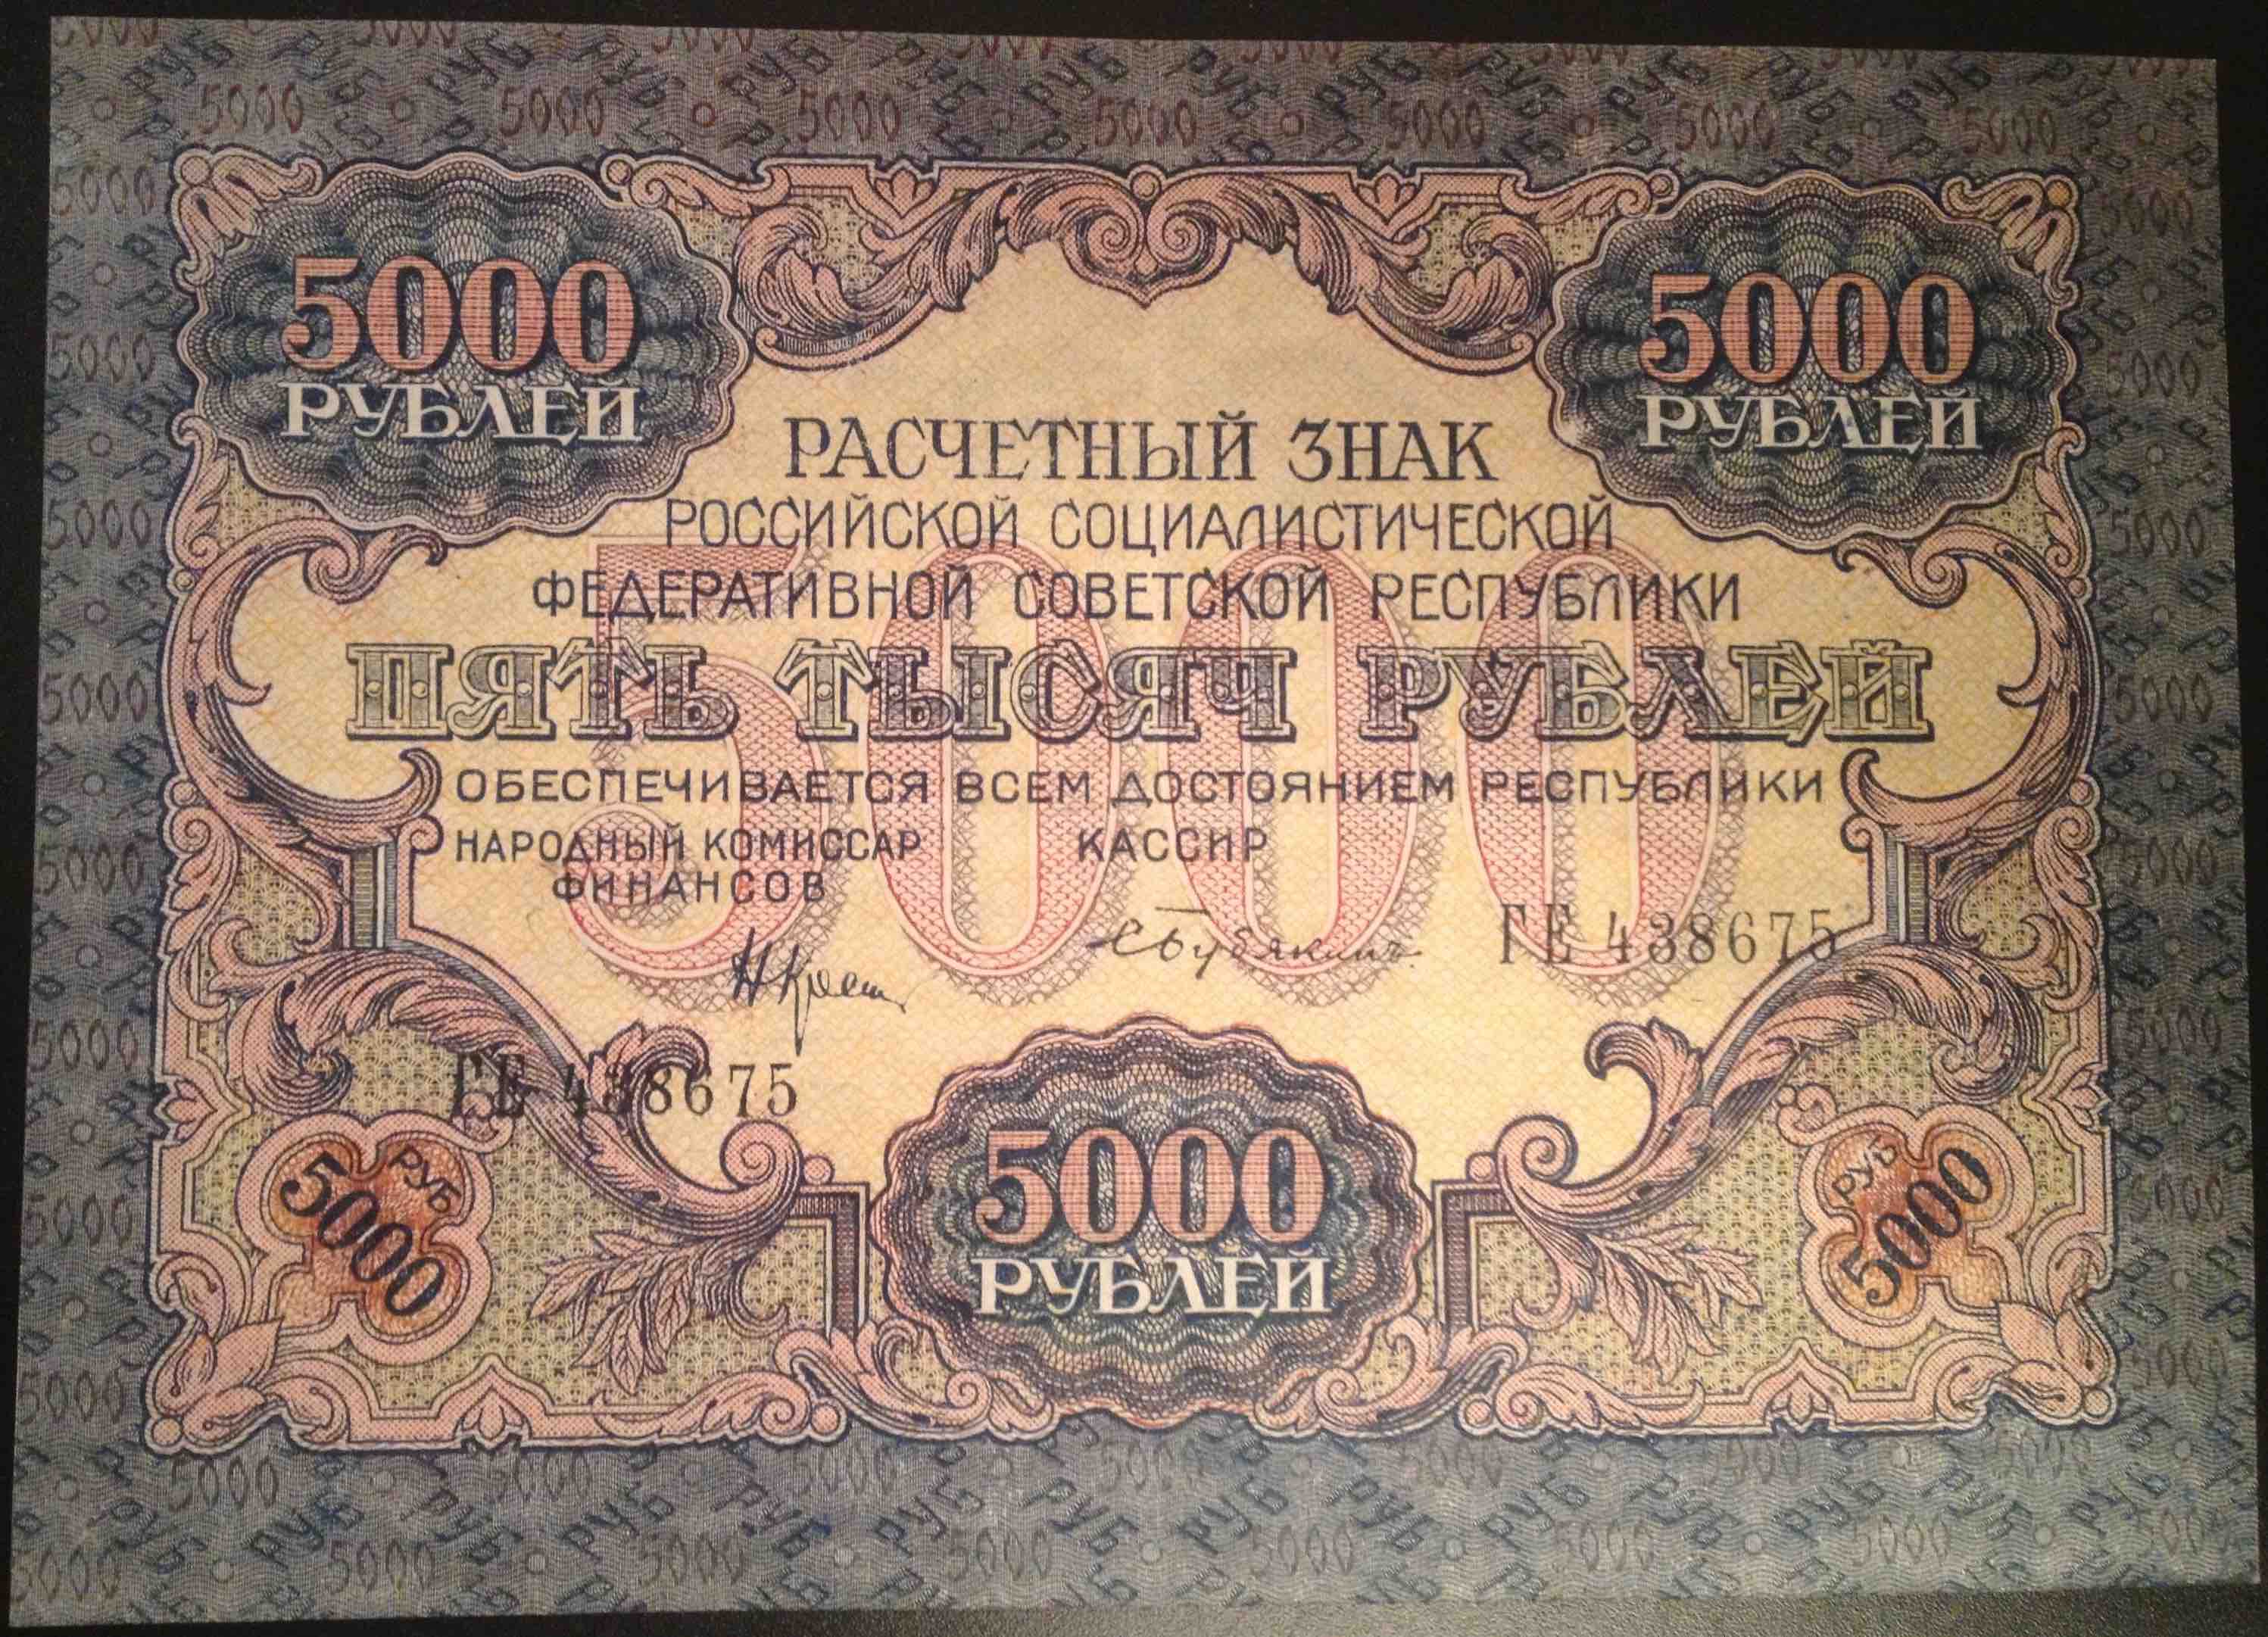 5000
РУБЛЕЙ
5000
РУБЛЕЙ
РАСЧЕТНЫЙ ЗНАК
РОССИЙСКОЙ СОЦИАЛИСТИЧЕСКОЙ
ФЕДЕРАТИВНОЙ СОВЕТСКОЙ РЕСПУБЛИКИ
5000
ПЯТЬ ТЫСЯЧ РУБЛЕЙ
ОБЕСПЕЧИВАЕТСЯ ВСЕМ ДОСТОЯНИЕМ РЕСПУБЛИКИ
НАРОДНЫЙ КОМИССАР
ФИНАНСОВ
КАССИР
ГЕ 438675
ГЕ 438675
РУБ
5000
5000
РУБЛЕЙ
РУБ
5000